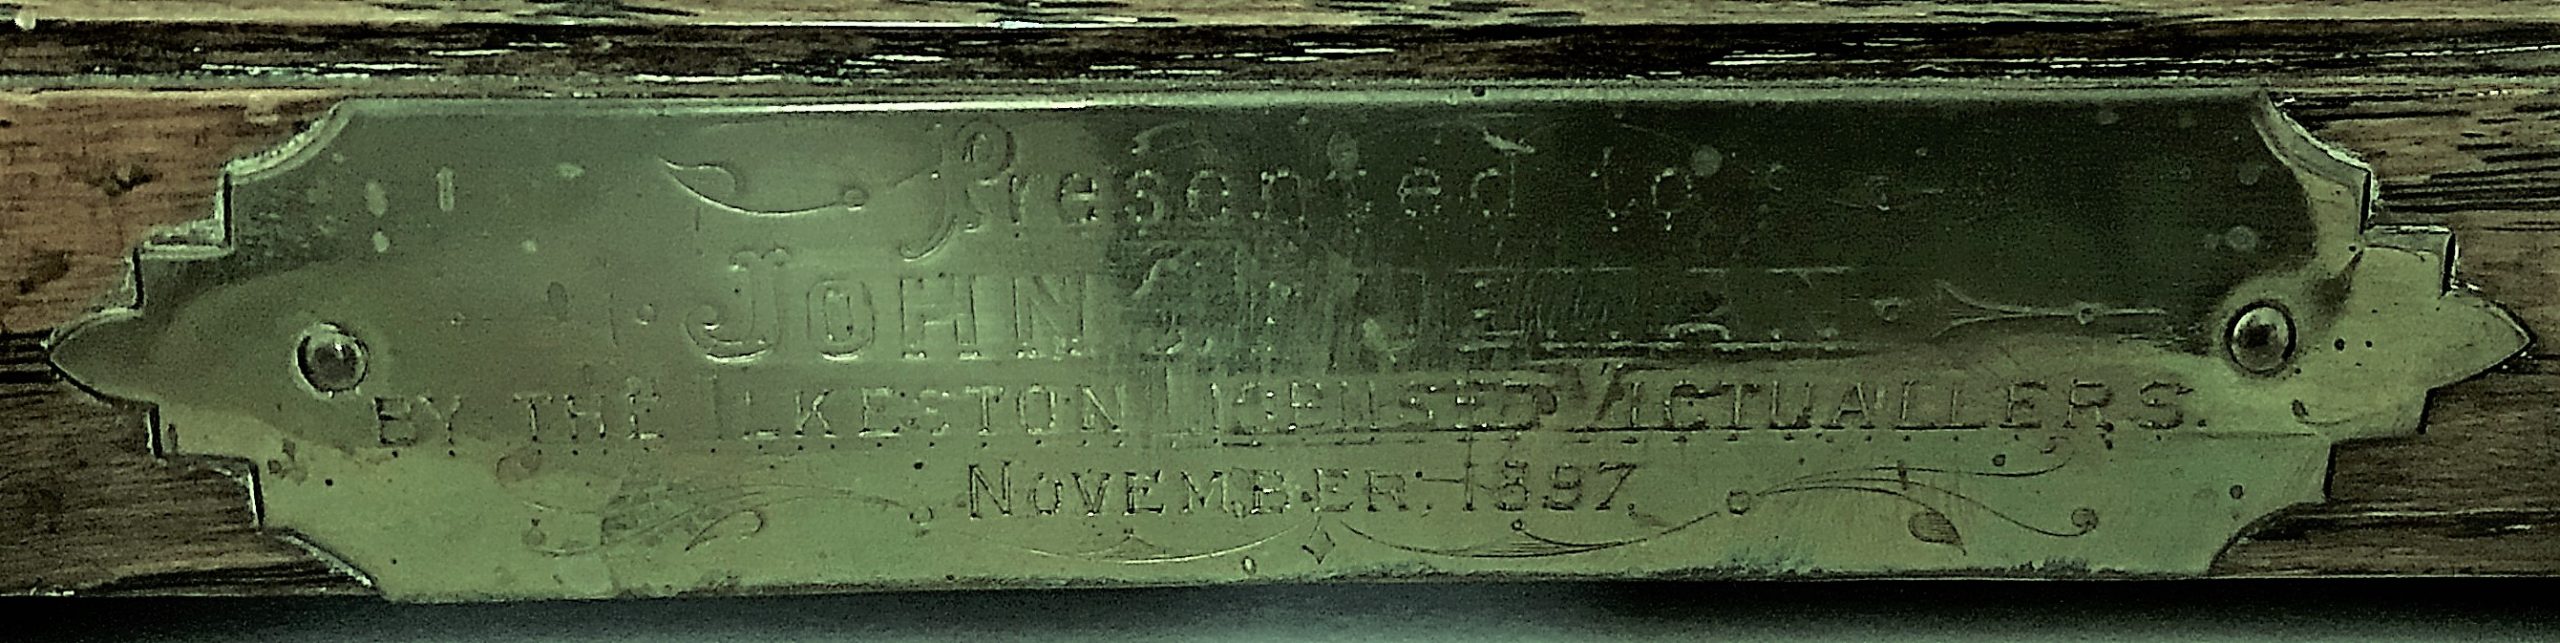 Presented to
JOHN
BY THE ILKESTON LICENSED VICTUALLERS.
NOVEMBER, 1897.